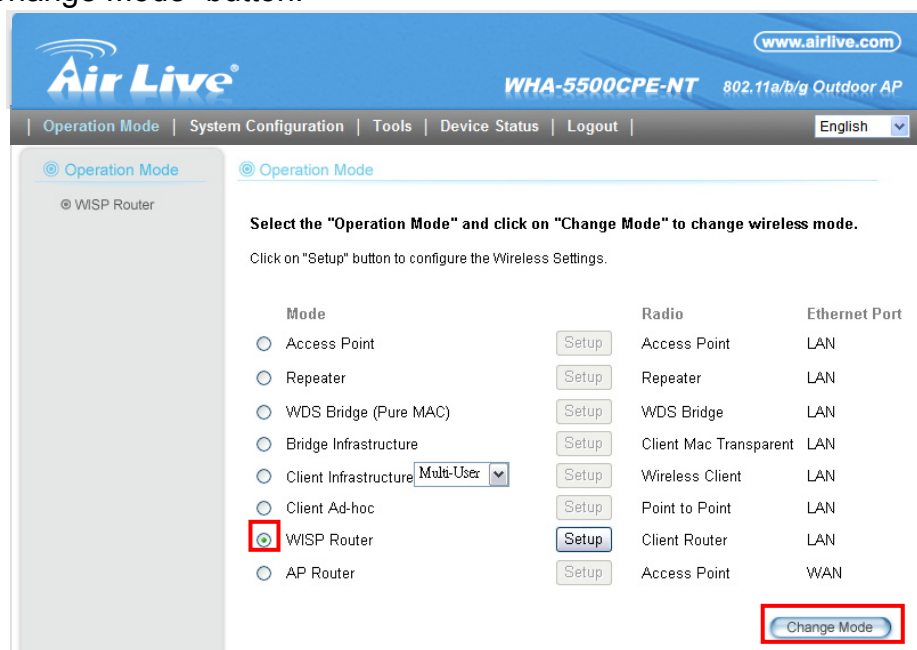 hange Mode" button.
www.airlive.com
Air Live®
WHA-5500CPE-NT 802.11a/b/g Outdoor AP
| Operation Mode | System Configuration | Tools | Device Status | Logout | English
Operation Mode
WISP Router
Operation Mode
Select the "Operation Mode" and click on "Change Mode" to change wireless mode.
Click on "Setup" button to configure the Wireless Settings.
Mode Radio Ethernet Port
Access Point Setup Access Point LAN
Repeater Setup Repeater LAN
WDS Bridge (Pure MAC) Setup WDS Bridge LAN
Bridge Infrastructure Setup Client Mac Transparent LAN
Client Infrastructure Multi-User Setup Wireless Client LAN
Client Ad-hoc Setup Point to Point LAN
WISP Router Setup Client Router LAN
AP Router Setup Access Point WAN
Change Mode